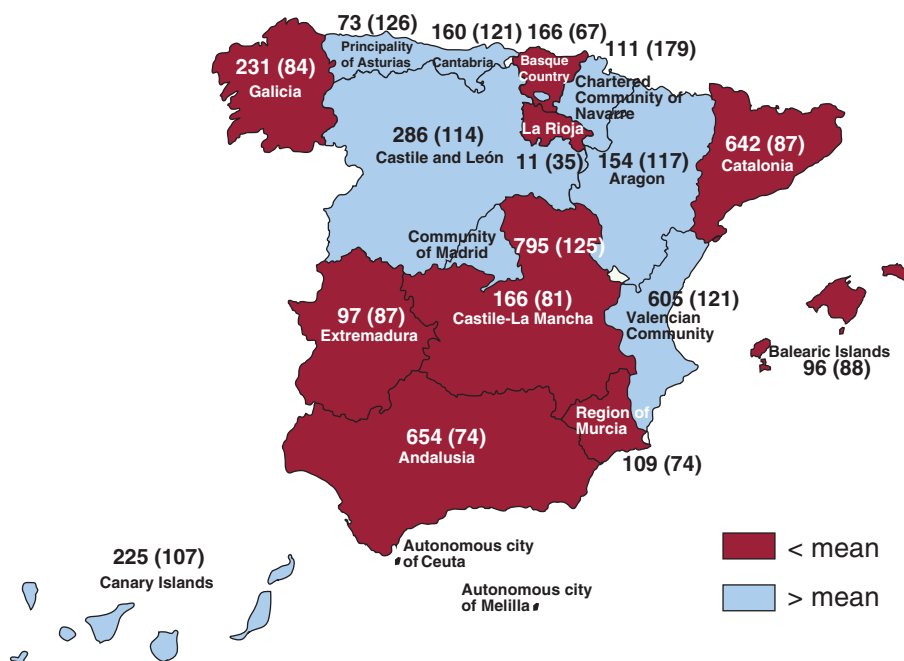 73 (126)
160 (121)
166 (67)
111 (179)
Principality
of Asturias
Cantabria
Basque
Country
231 (84)
Galicia
Chartered
Community of
Navarre
La Rioja
286 (114)
Castile and León
11 (35)
154 (117)
Aragon
642 (87)
Catalonia
Community
of Madrid
795 (125)
97 (87)
Extremadura
166 (81)
Castile-La Mancha
605 (121)
Valencian
Community
Balearic Islands
96 (88)
Region of
Murcia
654 (74)
Andalusia
109 (74)
225 (107)
Canary Islands
Autonomous city
of Ceuta
Autonomous city
of Melilla
< mean
> mean